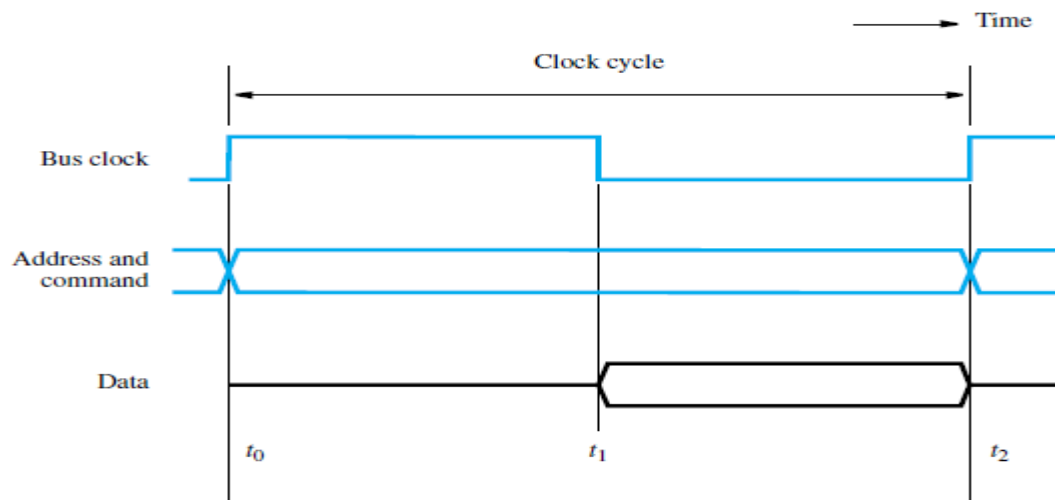 Time
Clock cycle
Bus clock
Address and
command
Data
t0
t1
t2